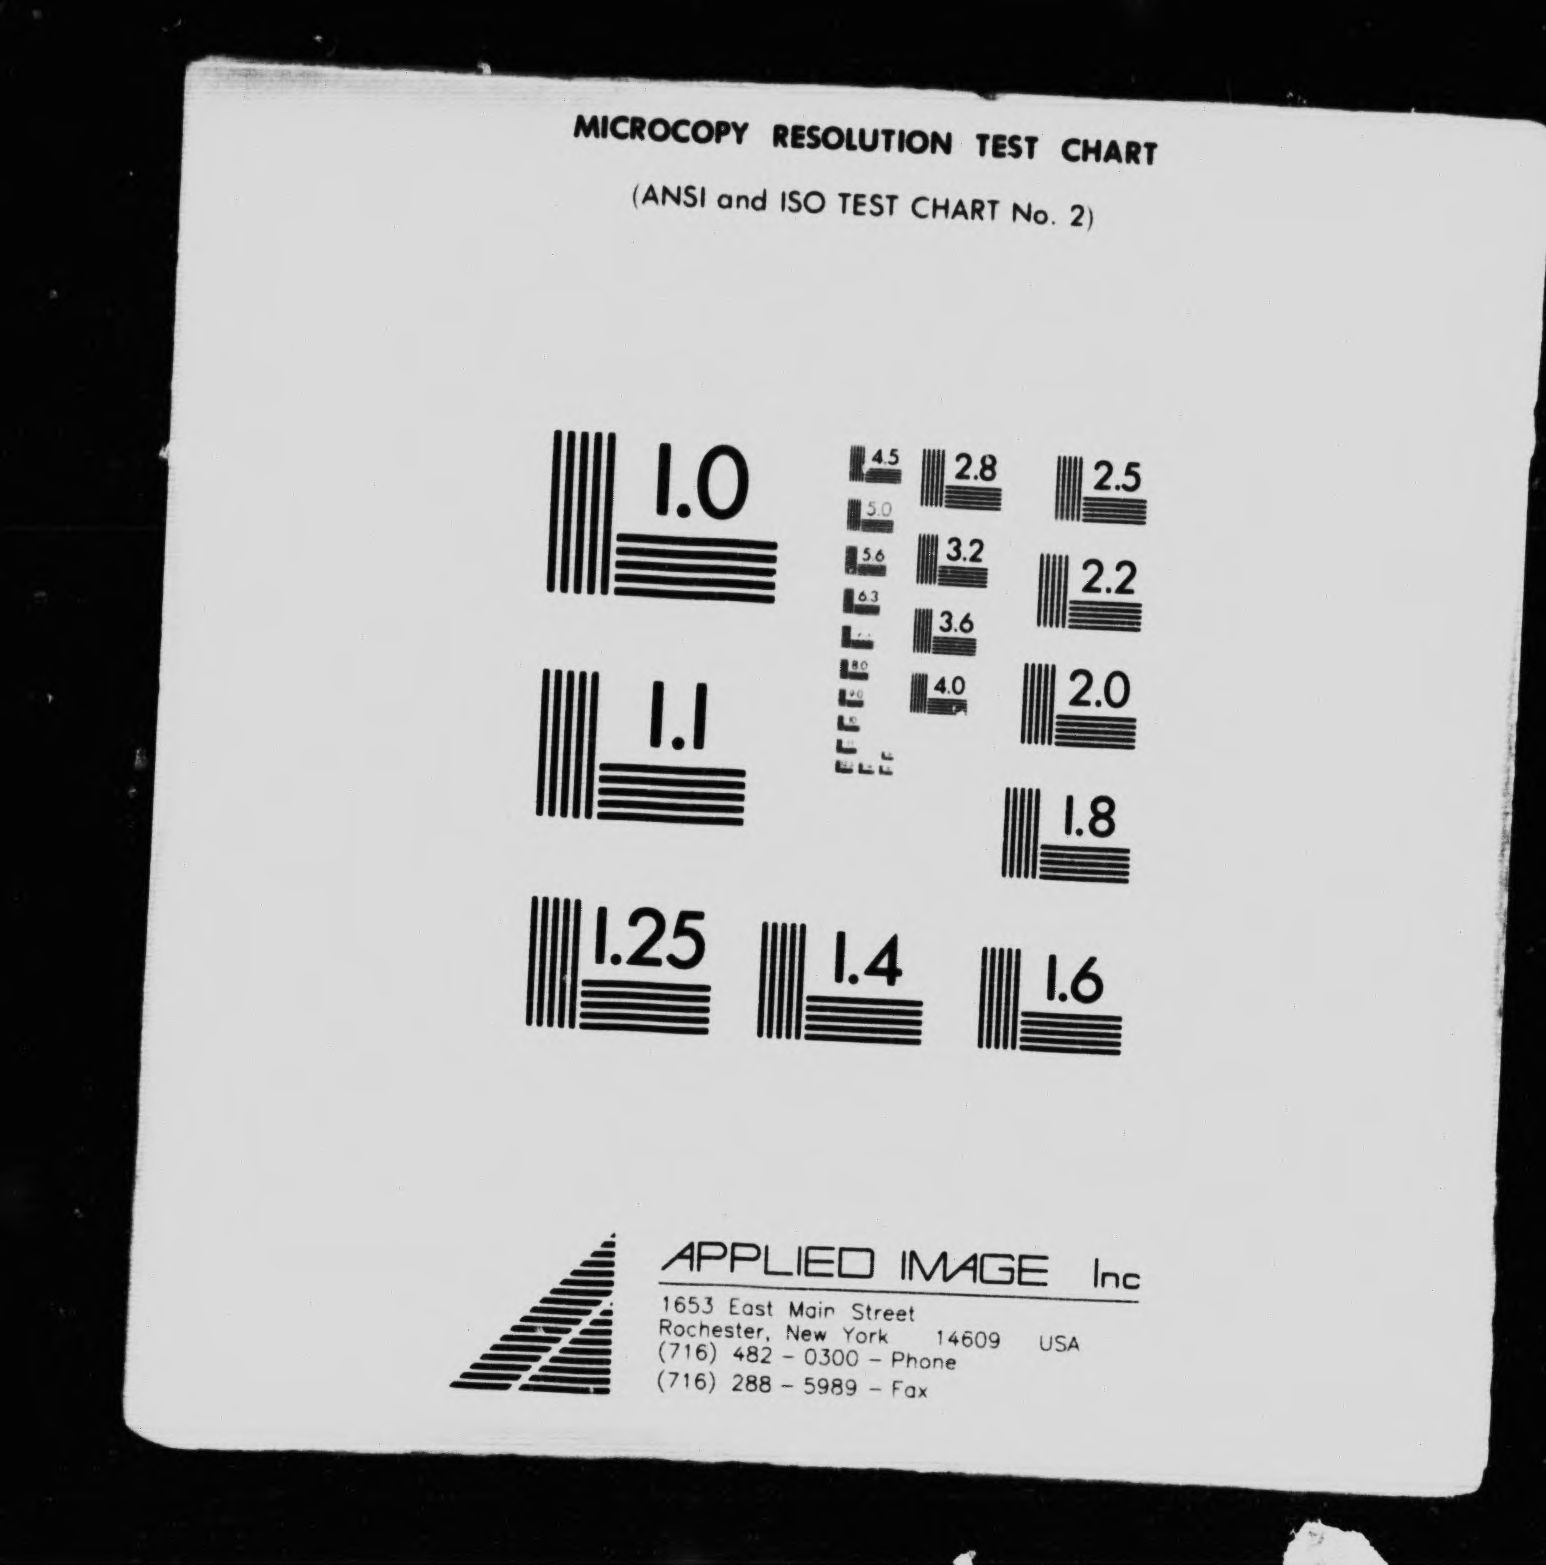 MICROCOPY RESOLUTION TEST CHART
(ANSI and ISO TEST CHART No. 2)
1.0
1.1
1.25
1.4
1.6
1.8
2.0
2.2
2.5
2.8
3.2
3.6
4.0
4.5
5.0
5.6
6.3
8.0
9.0
10
APPLIED IMAGE Inc
1653 East Main Street
Rochester, New York 14609 USA
(716) 482 - 0300 - Phone
(716) 288 - 5989 - Fax